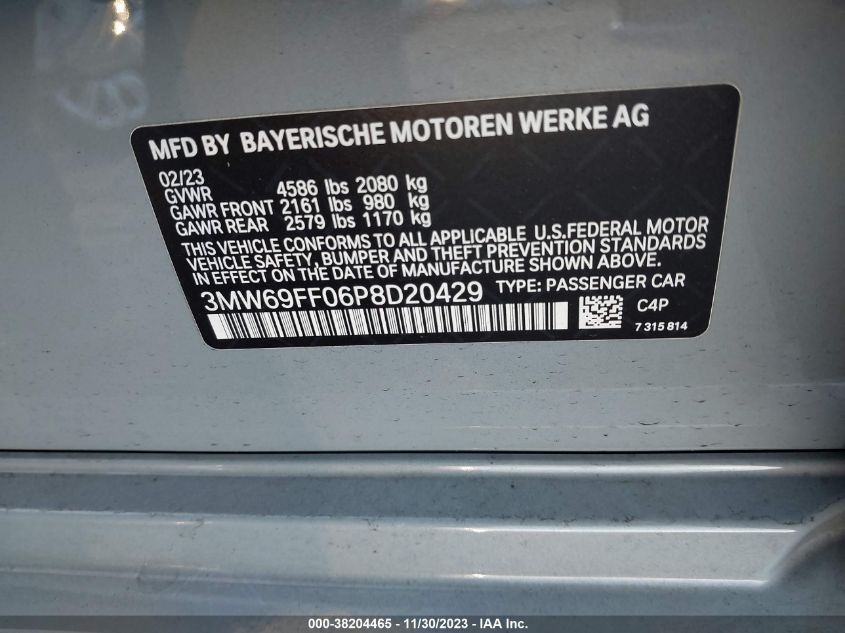 MFD BY BAYERISCHE MOTOREN WERKE AG
02/23
GVWR 4586 lbs 2080 kg
GAWR FRONT 2161 lbs 980 kg
GAWR REAR 2579 lbs 1170 kg
THIS VEHICLE CONFORMS TO ALL APPLICABLE U.S.FEDERAL MOTOR
VEHICLE SAFETY, BUMPER AND THEFT PREVENTION STANDARDS
IN EFFECT ON THE DATE OF MANUFACTURE SHOWN ABOVE.
3MW69FF06P8D20429 TYPE: PASSENGER CAR
C4P
7 315 814
000-38204465 - 11/30/2023 - IAA Inc.